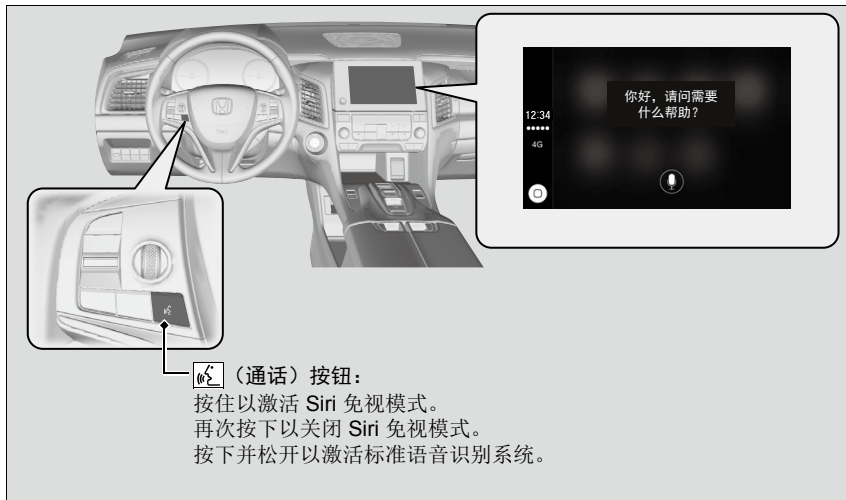 你好，请问需要
什么帮助？
12:34
4G
（通话）按钮：
按住以激活 Siri 免视模式。
再次按下以关闭 Siri 免视模式。
按下并松开以激活标准语音识别系统。